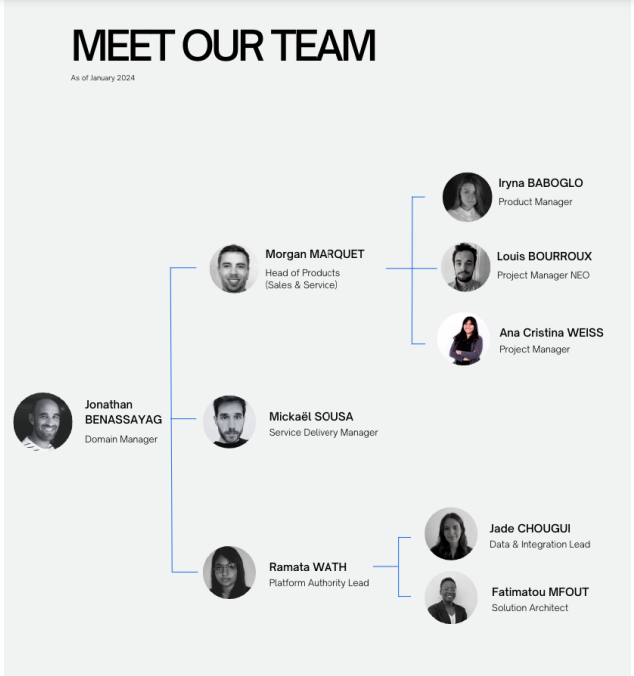 MEET OUR TEAM
As of January 2024
Iryna BABOGLO
Product Manager
Morgan MARQUET
Head of Products
(Sales & Service)
Louis BOURROUX
Project Manager NEO
Ana Cristina WEISS
Project Manager
Jonathan
BENASSAYAG
Domain Manager
Mickaël SOUSA
Service Delivery Manager
Jade CHOUGUI
Data & Integration Lead
Ramata WATH
Platform Authority Lead
Fatimatou MFOUT
Solution Architect